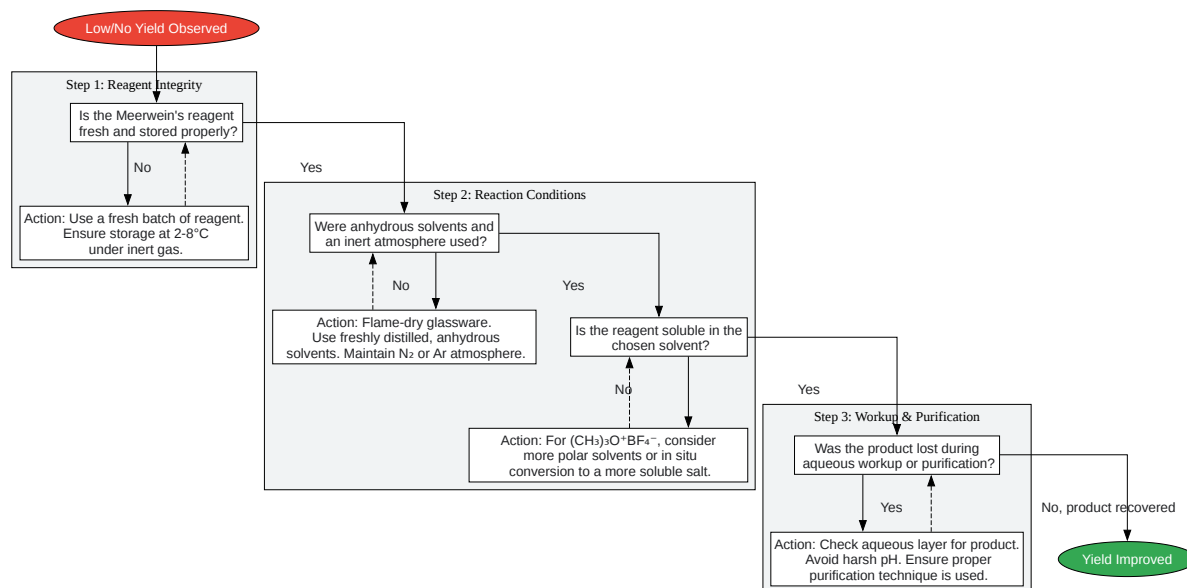 Low/No Yield Observed
Step 1: Reagent Integrity
Is the Meerwein's reagent
fresh and stored properly?
No
Yes
Action: Use a fresh batch of reagent.
Ensure storage at 2-8°C
under inert gas.
Step 2: Reaction Conditions
Were anhydrous solvents and
an inert atmosphere used?
No
Yes
Action: Flame-dry glassware.
Use freshly distilled, anhydrous
solvents. Maintain N₂ or Ar atmosphere.
Is the reagent soluble in the
chosen solvent?
No
Yes
Action: For (CH₃)₃O⁺BF₄⁻, consider
more polar solvents or in situ
conversion to a more soluble salt.
Step 3: Workup & Purification
Was the product lost during
aqueous workup or purification?
Yes
No, product recovered
Action: Check aqueous layer for product.
Avoid harsh pH. Ensure proper
purification technique is used.
Yield Improved